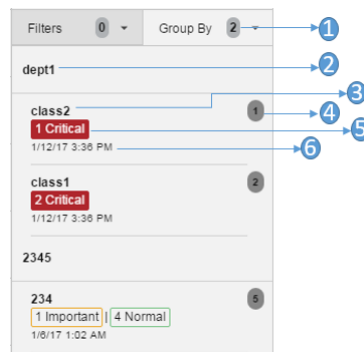 Filters 0 Group By 2 1
dept1 2
class2 3
1 4
1 Critical 5
1/12/17 3:36 PM 6
class1 2
2 Critical
1/12/17 3:36 PM
2345
234 5
1 Important | 4 Normal
1/6/17 1:02 AM